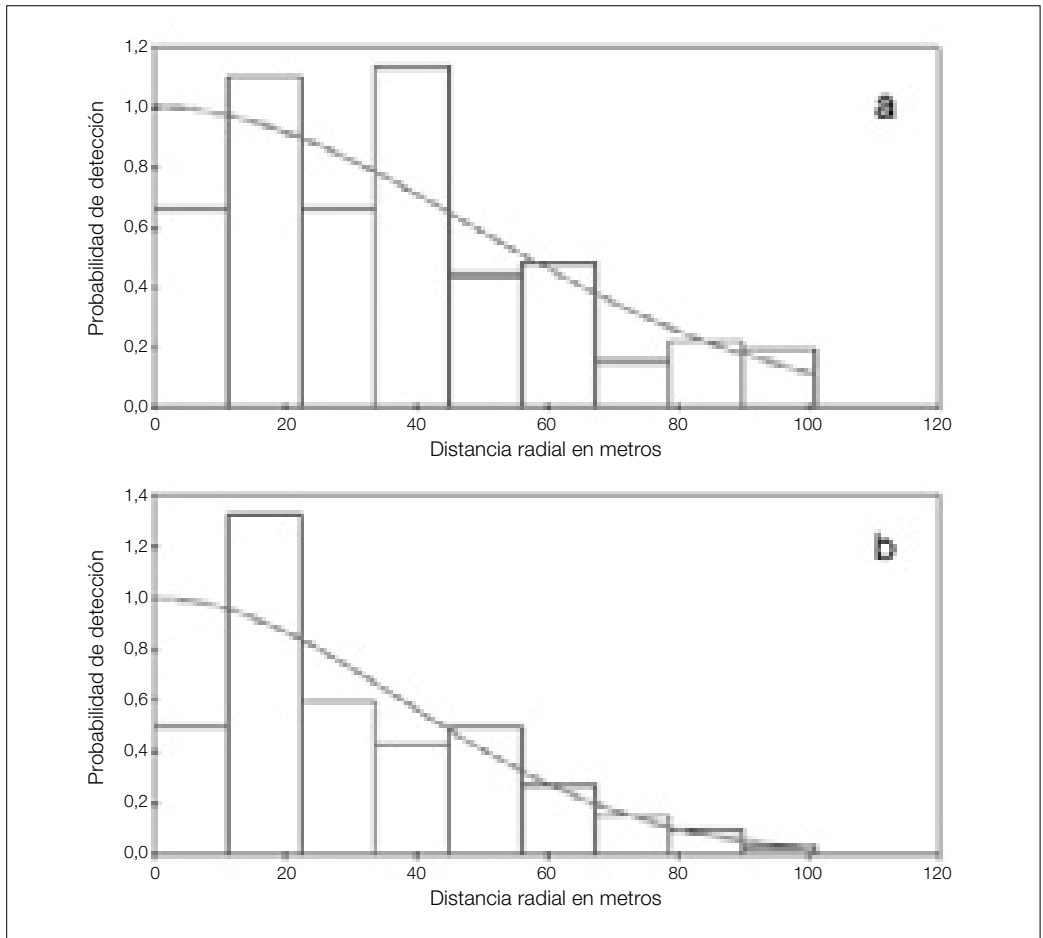 1,2
a
1,0
0,8
0,6
0,4
0,2
0,0
0 20 40 60 80 100 120
Probabilidad de detección
Distancia radial en metros
1,4
b
1,2
1,0
0,8
0,6
0,4
0,2
0,0
0 20 40 60 80 100 120
Probabilidad de detección
Distancia radial en metros